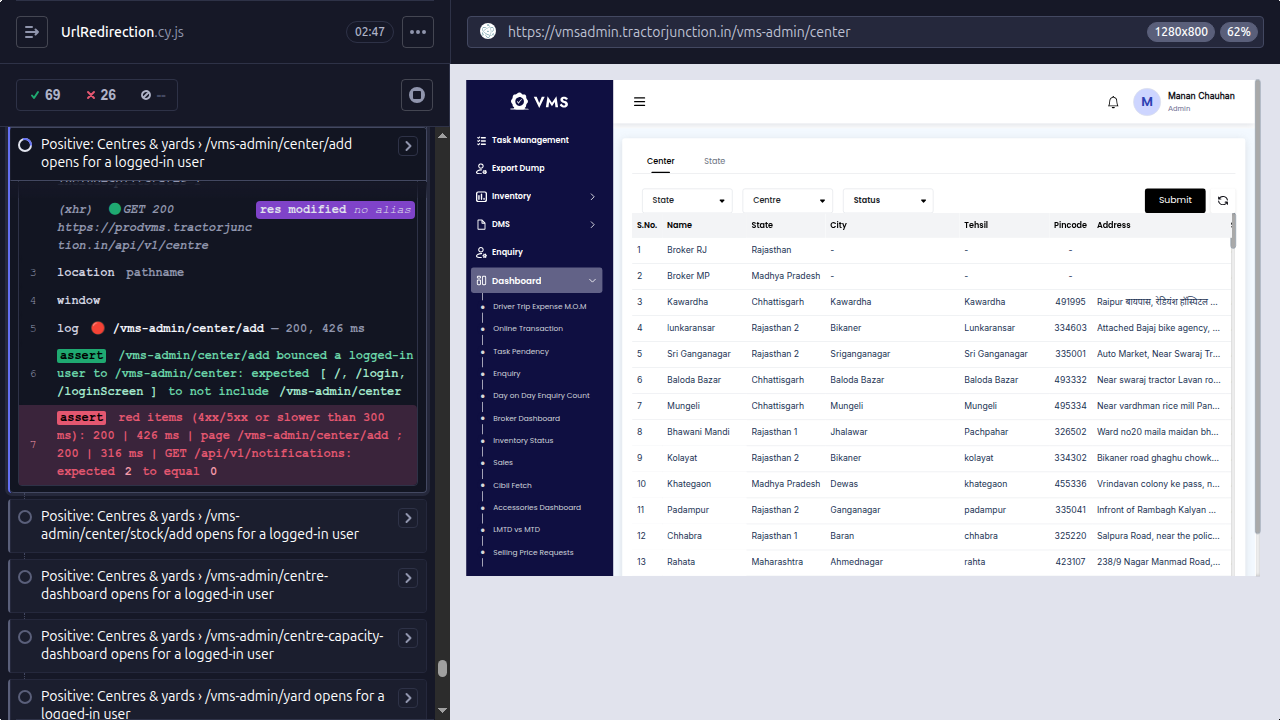 UrlRedirection.cy.js
02:47
69
26
--
Positive: Centres & yards › /vms-admin/center/add
opens for a logged-in user
(xhr) GET 200
res modified no alias
https://prodvms.tractorjunc
tion.in/api/v1/centre
3 location pathname
4 window
5 log /vms-admin/center/add — 200, 426 ms
assert /vms-admin/center/add bounced a logged-in
6 user to /vms-admin/center: expected [ /, /login,
/loginScreen ] to not include /vms-admin/center
assert red items (4xx/5xx or slower than 300
ms): 200 | 426 ms | page /vms-admin/center/add ;
7 200 | 316 ms | GET /api/v1/notifications:
expected 2 to equal 0
Positive: Centres & yards › /vms-
admin/center/stock/add opens for a logged-in user
Positive: Centres & yards › /vms-admin/centre-
dashboard opens for a logged-in user
Positive: Centres & yards › /vms-admin/centre-capacity-
dashboard opens for a logged-in user
Positive: Centres & yards › /vms-admin/yard opens for a
logged-in user
https://vmsadmin.tractorjunction.in/vms-admin/center
1280x800
62%
VMS
Task Management
Export Dump
Inventory
DMS
Enquiry
Dashboard
Driver Trip Expense M.O.M
Online Transaction
Task Pendency
Enquiry
Day on Day Enquiry Count
Broker Dashboard
Inventory Status
Sales
Cibil Fetch
Accessories Dashboard
LMTD vs MTD
Selling Price Requests
M
Manan Chauhan
Admin
Center
State
State
Centre
Status
Submit
S.No. Name State City Tehsil Pincode Address
1 Broker RJ Rajasthan - - -
2 Broker MP Madhya Pradesh - - -
3 Kawardha Chhattisgarh Kawardha Kawardha 491995 Raipur बायपास, रेडियंश हॉस्पिटल ...
4 lunkaransar Rajasthan 2 Bikaner Lunkaransar 334603 Attached Bajaj bike agency, ...
5 Sri Ganganagar Rajasthan 2 Sriganganagar Sri Ganganagar 335001 Auto Market, Near Swaraj Tr...
6 Baloda Bazar Chhattisgarh Baloda Bazar Baloda Bazar 493332 Near swaraj tractor Lavan ro...
7 Mungeli Chhattisgarh Mungeli Mungeli 495334 Near vardhman rice mill Pan...
8 Bhawani Mandi Rajasthan 1 Jhalawar Pachpahar 326502 Ward no20 maila maidan bh...
9 Kolayat Rajasthan 2 Bikaner kolayat 334302 Bikaner road ghaghu chowk...
10 Khategaon Madhya Pradesh Dewas khategaon 455336 Vrindavan colony ke pass, n...
11 Padampur Rajasthan 2 Ganganagar padampur 335041 Infront of Rambagh Kalyan ...
12 Chhabra Rajasthan 1 Baran chhabra 325220 Salpura Road, near the polic...
13 Rahata Maharashtra Ahmednagar rahta 423107 238/9 Nagar Manmad Road,...